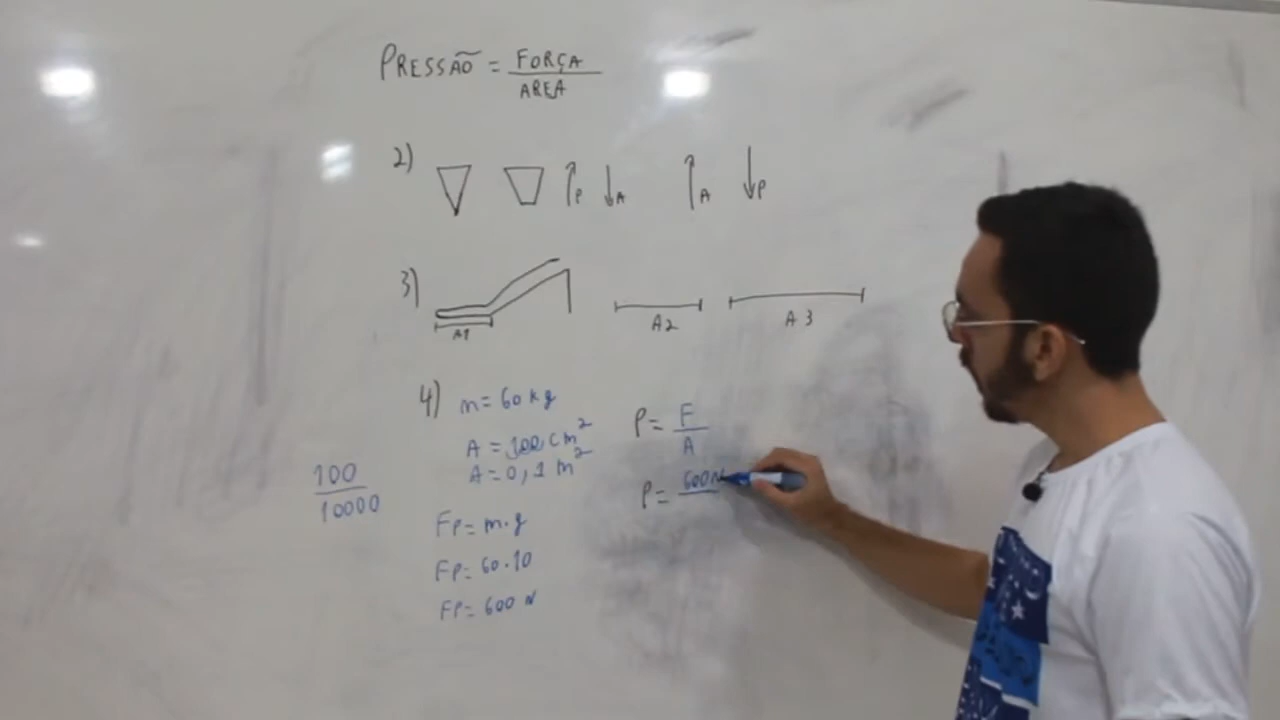 PRESSÃO = FORÇA
AREA
2)
P A A P
3)
A1 A2 A3
4) m = 60 kg
A = 100 cm²
A = 0,1 m²
100
10000
Fp = m.g
Fp = 60.10
Fp = 600 N
P = F
A
P = 600N